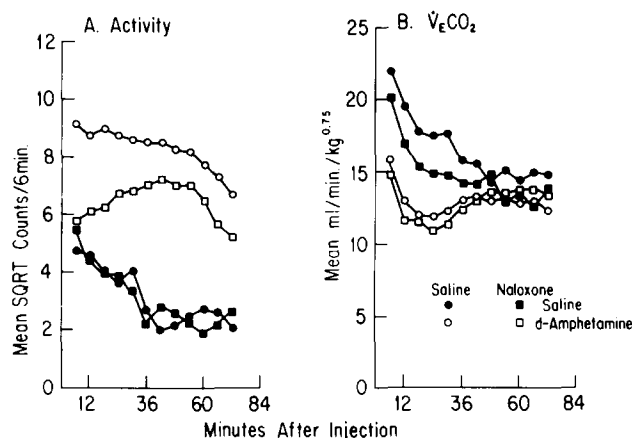 A. Activity
B. V̇ECO2
Mean SQRT Counts/6min.
12
10
8
6
4
2
0
12 36 60 84
Mean ml/min./kg0.75
25
20
15
10
5
0
Saline Naloxone
Saline
d-Amphetamine
12 36 60 84
Minutes After Injection